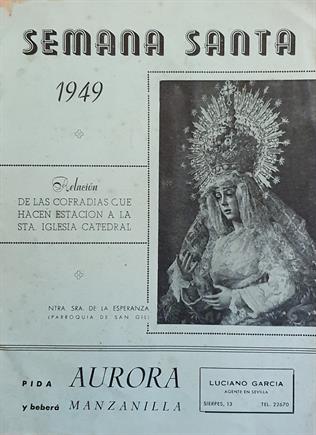 SEMANA SANTA
1949
Relación
DE LAS COFRADIAS QUE
HACEN ESTACION A LA
STA. IGLESIA CATEDRAL
NTRA. SRA. DE LA ESPERANZA
(PARROQUIA DE SAN GIL)
PIDA AURORA
y beberá MANZANILLA
LUCIANO GARCIA
AGENTE EN SEVILLA
SIERPES, 13 TEL. 22670